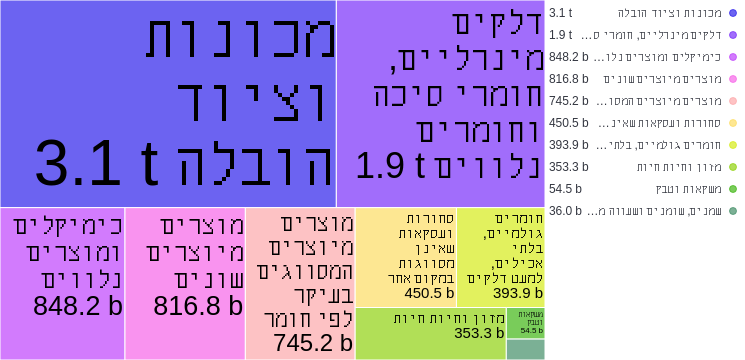 מכונות
וציוד
הובלה 3.1 t
דלקים
מינרליים,
חומרי סיכה
וחומרים
נלווים 1.9 t
כימיקלים
ומוצרים
נלווים
848.2 b
מוצרים
מיוצרים
שונים
816.8 b
מוצרים
מיוצרים
המסווגים
בעיקר
לפי חומר
745.2 b
סחורות
ועסקאות
שאינן
מסווגות
במקום אחר
450.5 b
חומרים
גולמיים,
בלתי
אכילים,
למעט דלקים
393.9 b
מזון וחיות חיות
353.3 b
משקאות
וטבק
54.5 b
מכונות וציוד הובלה 3.1 t
דלקים מינרליים, חומרי ס... 1.9 t
כימיקלים ומוצרים נלו... 848.2 b
מוצרים מיוצרים שונים 816.8 b
מוצרים מיוצרים המסו... 745.2 b
סחורות ועסקאות שאינ... 450.5 b
חומרים גולמיים, בלתי ... 393.9 b
מזון וחיות חיות 353.3 b
משקאות וטבק 54.5 b
שמנים, שומנים ושעווה מ... 36.0 b